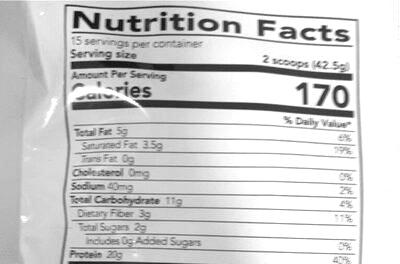 Nutrition Facts
15 servings per container
Serving size 2 scoops (42.5g)
Amount Per Serving
Calories 170
% Daily Value*
Total Fat 5g 6%
Saturated Fat 3.5g 19%
Trans Fat 0g
Cholesterol 0mg 0%
Sodium 40mg 2%
Total Carbohydrate 11g 4%
Dietary Fiber 3g 11%
Total Sugars 2g
Includes 0g Added Sugars 0%
Protein 20g 40%